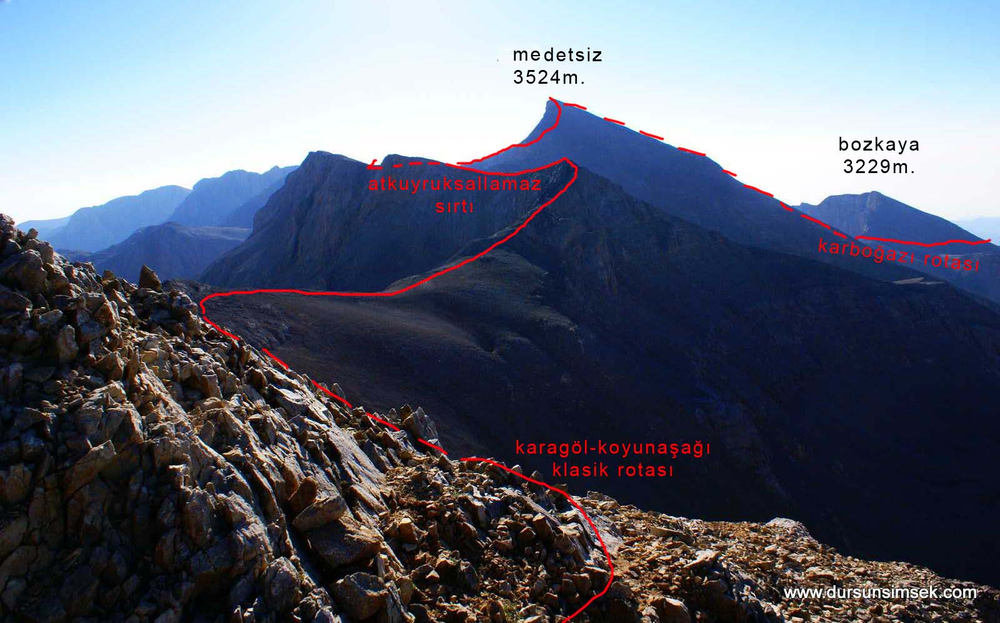 medetsiz
3524m.
bozkaya
3229m.
atkuyruksallamaz
sırtı
karboğazı rotası
karagöl-koyunaşağı
klasik rotası
www.dursunsimsek.com